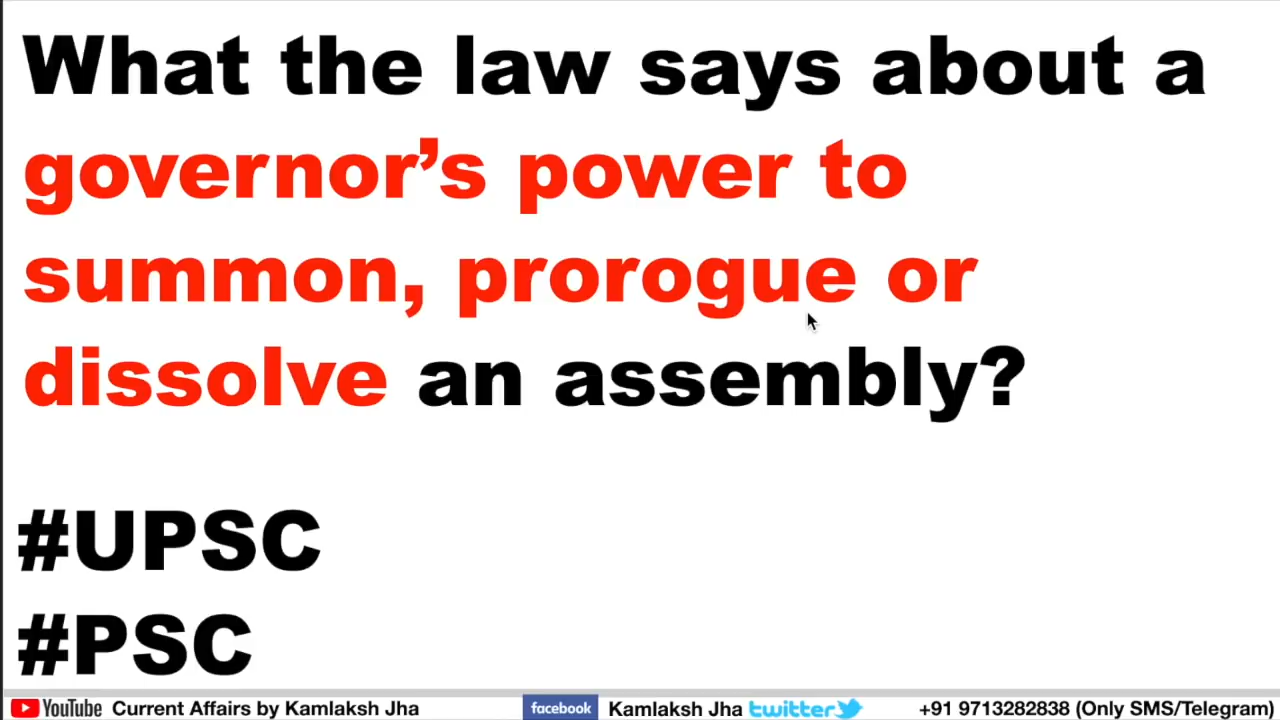 What the law says about a
governor’s power to
summon, prorogue or
dissolve an assembly?
#UPSC
#PSC
YouTube Current Affairs by Kamlaksh Jha facebook Kamlaksh Jha twitter +91 9713282838 (Only SMS/Telegram)